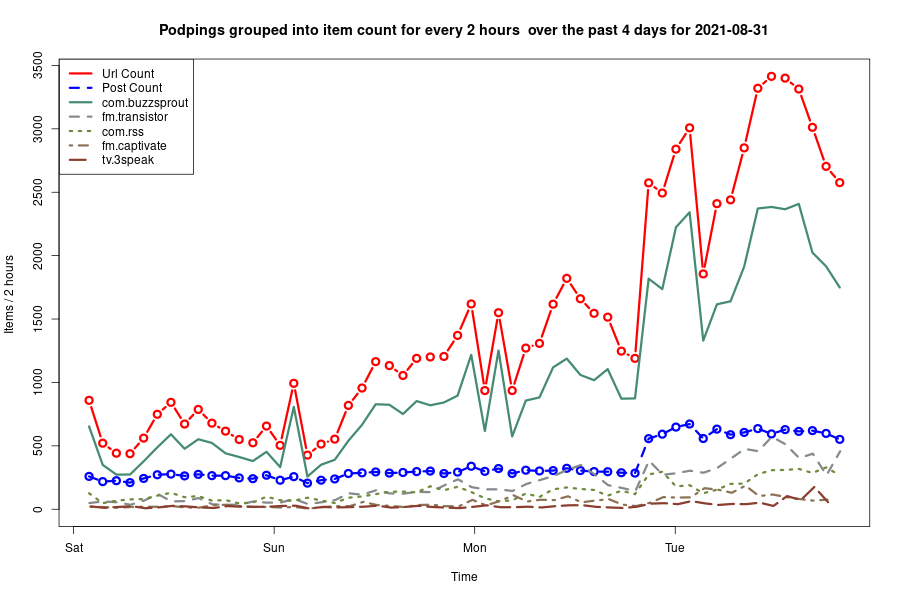 Podpings grouped into item count for every 2 hours  over the past 4 days for 2021-08-31
Url Count
Post Count
com.buzzsprout
fm.transistor
com.rss
fm.captivate
tv.3speak
Items / 2 hours
3500
3000
2500
2000
1500
1000
500
0
Sat
Sun
Mon
Tue
Time